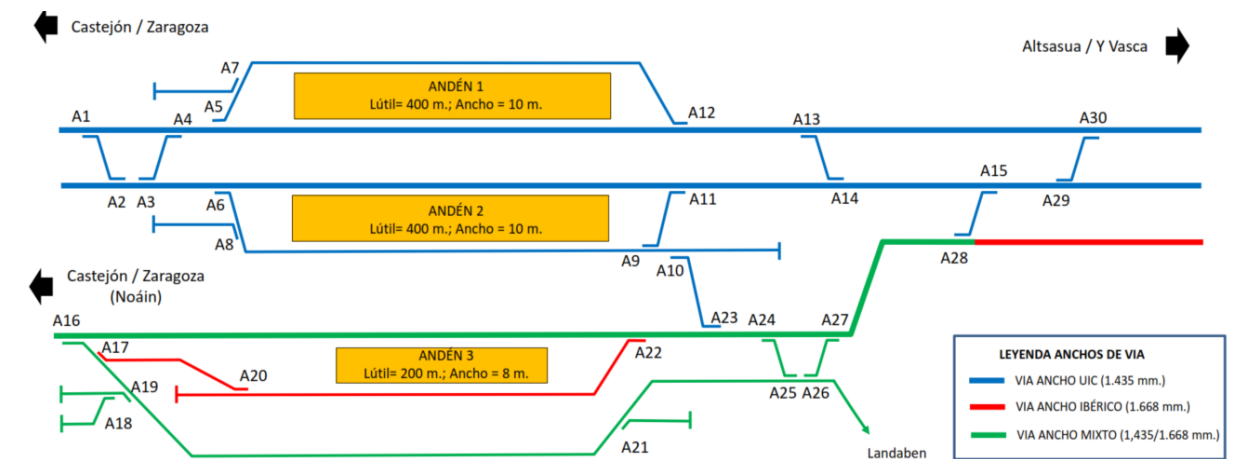 Castejón / Zaragoza
Altsasua / Y Vasca
A7
ANDÉN 1
Lútil= 400 m.; Ancho = 10 m.
A5
A1
A4
A12
A13
A30
A2
A3
A6
A11
A14
A15
A29
ANDÉN 2
Lútil= 400 m.; Ancho = 10 m.
A8
A9
A10
A28
Castejón / Zaragoza
(Noáin)
A16
A23
A24
A27
A17
A22
ANDÉN 3
Lútil= 200 m.; Ancho = 8 m.
A20
A19
A18
A25
A26
A21
Landaben
LEYENDA ANCHOS DE VIA
VIA ANCHO UIC (1.435 mm.)
VIA ANCHO IBÉRICO (1.668 mm.)
VIA ANCHO MIXTO (1,435/1.668 mm.)